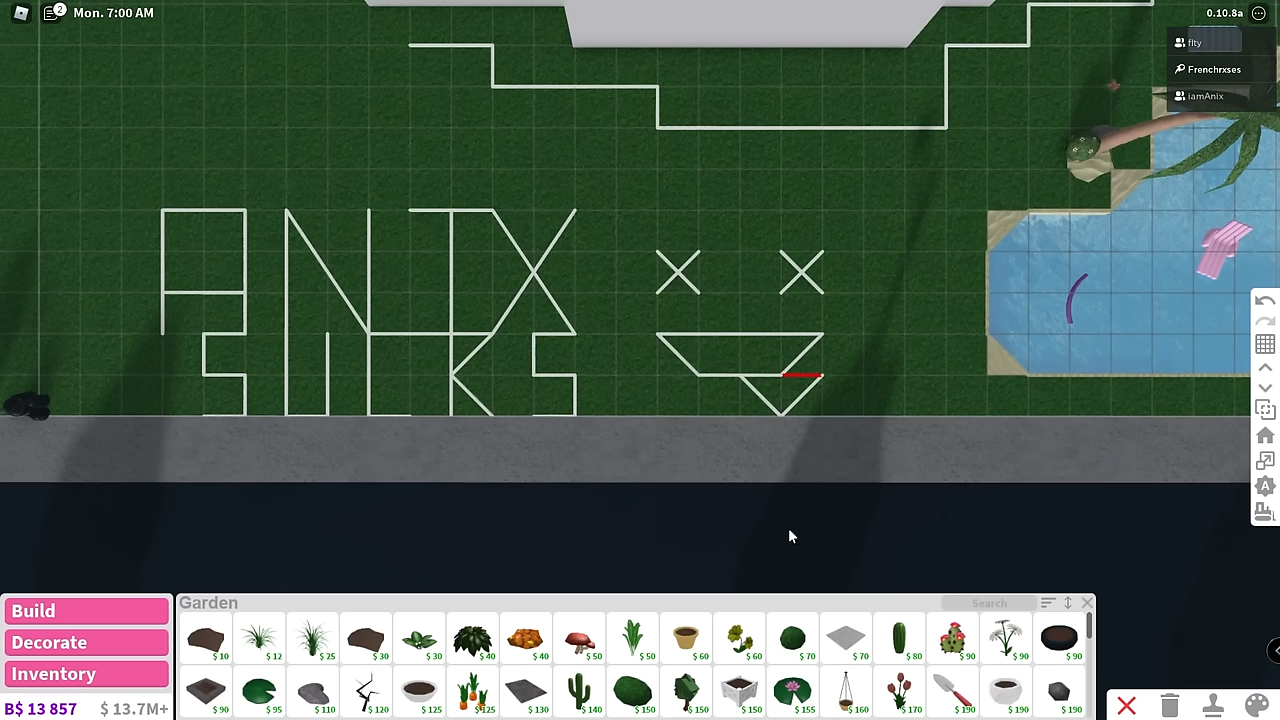 2 Mon. 7:00 AM
0.10.8a
flty
Frenchrxses
iamAnix
ANIX
SUKS
A
Build
Decorate
Inventory
B$ 13 857 $ 13.7M+
Garden
Search
$ 10 $ 12 $ 25 $ 30 $ 30 $ 40 $ 40 $ 50 $ 50 $ 60 $ 60 $ 70 $ 70 $ 80 $ 90 $ 90 $ 90
$ 90 $ 95 $ 110 $ 120 $ 125 $ 125 $ 130 $ 140 $ 150 $ 150 $ 150 $ 155 $ 160 $ 170 $ 190 $ 190 $ 190